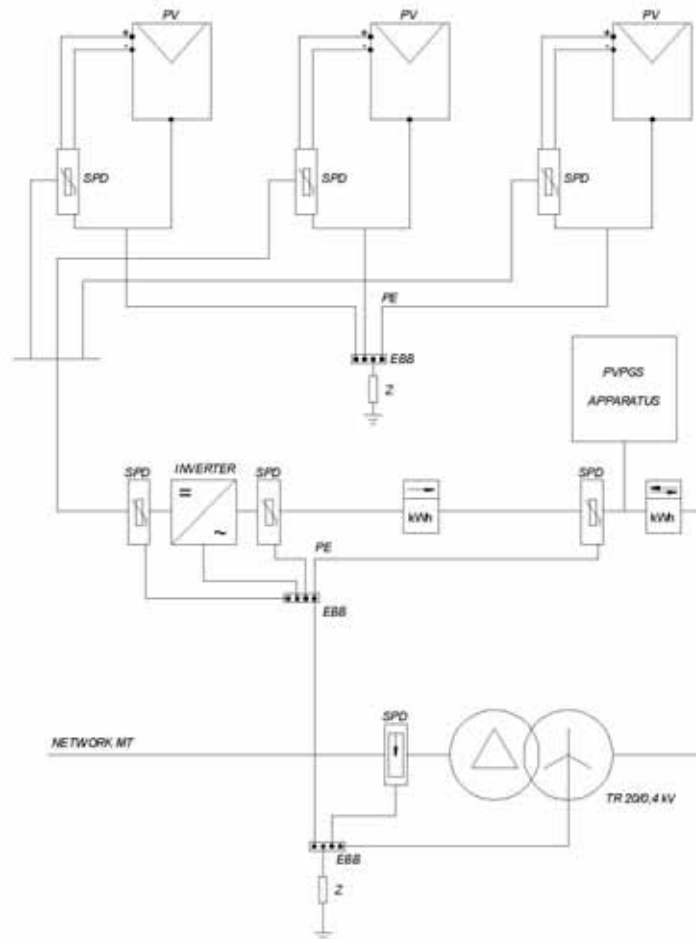 PV
PV
PV
+
-
+
-
+
-
SPD
SPD
SPD
PE
EBB
Z
PVPGS
APPARATUS
SPD
INVERTER
SPD
SPD
=
~
kWh
kWh
PE
EBB
SPD
NETWORK MT
TR 20/0,4 kV
EBB
Z